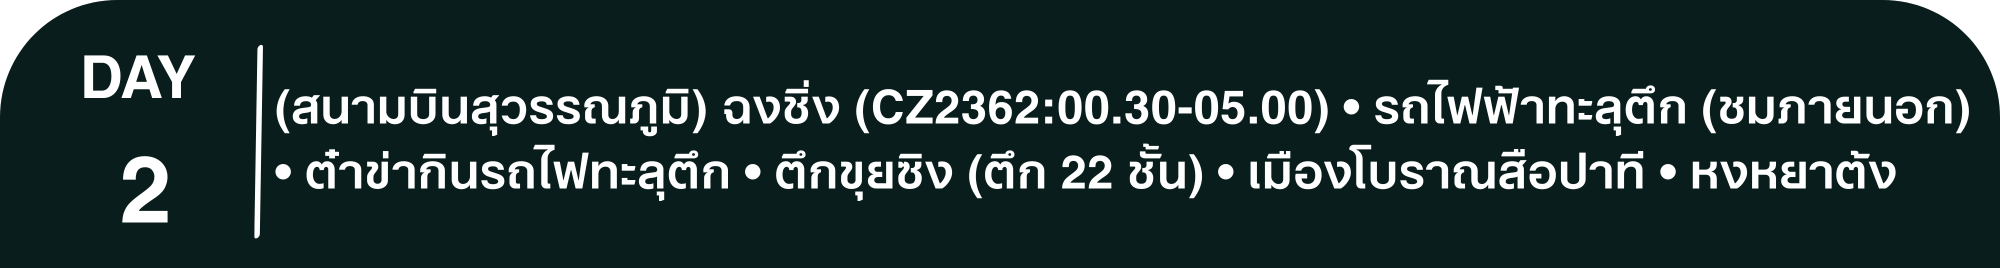 DAY
2
(สนามบินสุวรรณภูมิ) ฉงชิ่ง (CZ2362:00.30-05.00) • รถไฟฟ้าทะลุตึก (ชมภายนอก)
• ต๋าข่ากินรถไฟทะลุตึก • ตึกขุยซิง (ตึก 22 ชั้น) • เมืองโบราณสือปาที • หงหยาต้ง